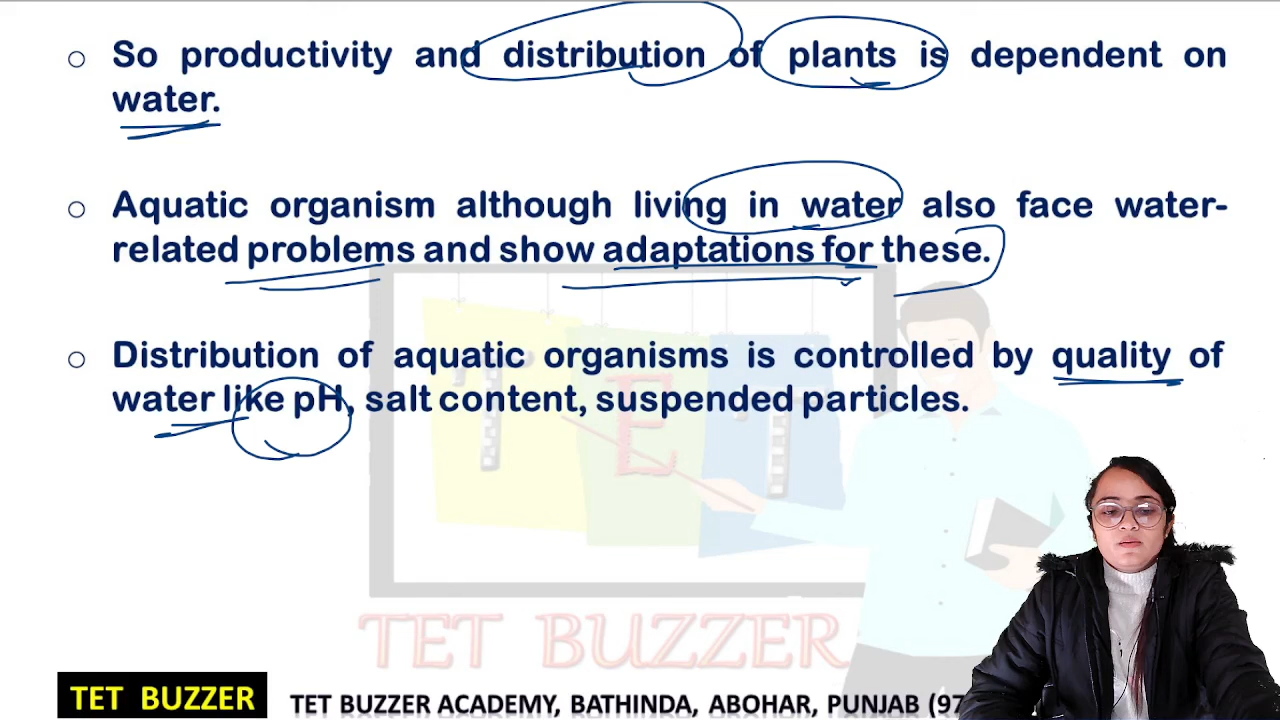 So productivity and distribution of plants is dependent on
water.
Aquatic organism although living in water also face water-
related problems and show adaptations for these.
Distribution of aquatic organisms is controlled by quality of
water like pH, salt content, suspended particles.
TET
TET BUZZER
TET BUZZER
TET BUZZER ACADEMY, BATHINDA, ABOHAR, PUNJAB (97